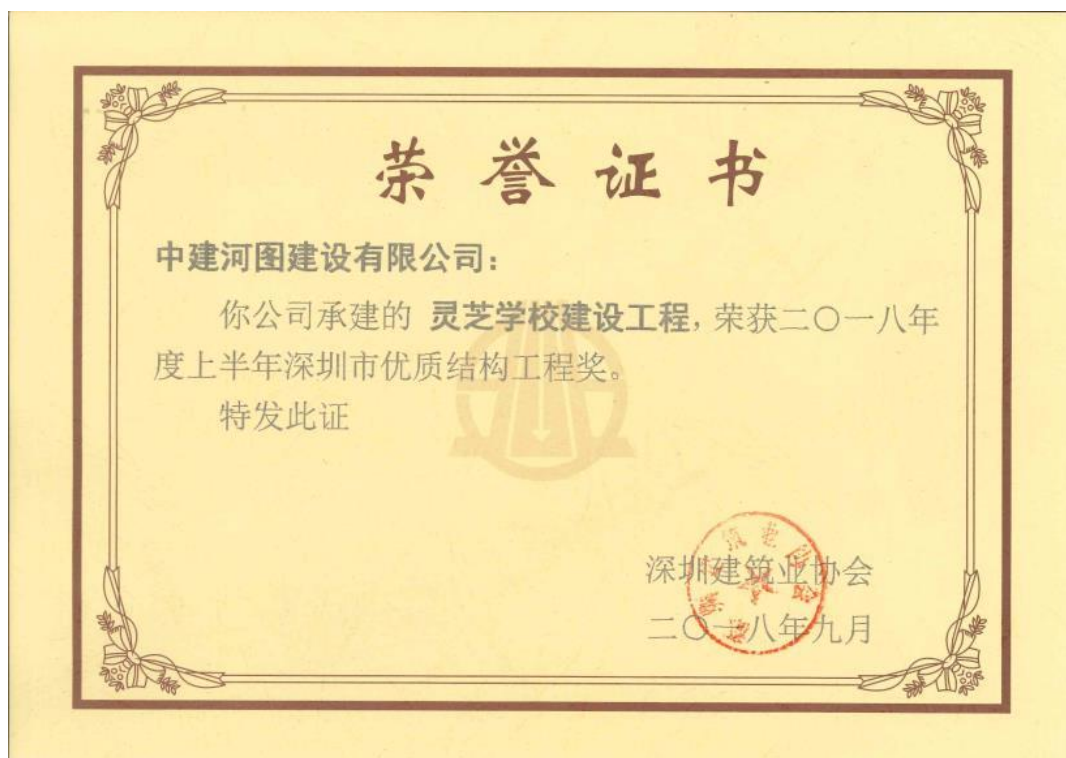 荣誉证书
中建河图建设有限公司：
你公司承建的 灵芝学校建设工程，荣获二〇一八年
度上半年深圳市优质结构工程奖。
特发此证
深圳建筑业协会
二〇一八年九月